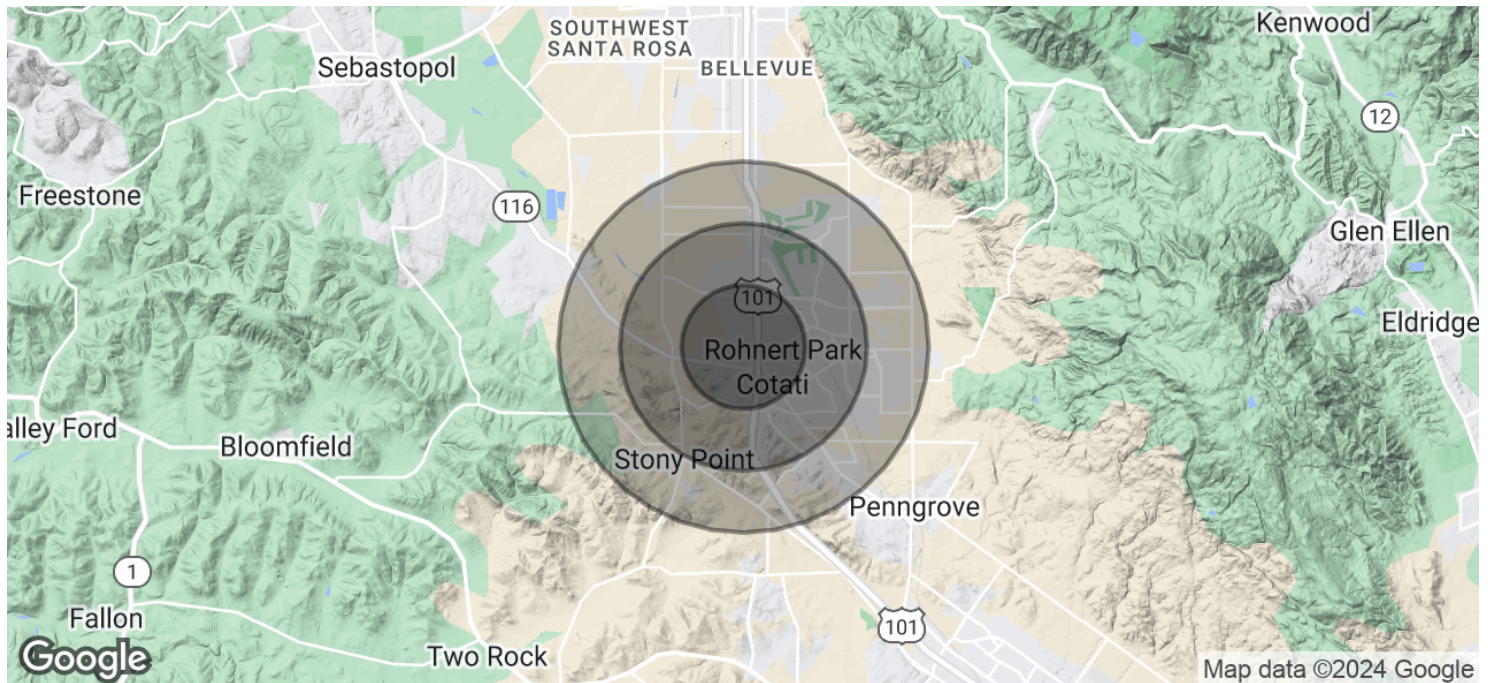 Kenwood
SOUTHWEST
SANTA ROSA
Sebastopol
BELLEVUE
12
Freestone
116
Glen Ellen
101
Eldridge
Rohnert Park
Cotati
alley Ford
Bloomfield
Stony Point
Penngrove
1
Fallon
101
Two Rock
Google
Map data ©2024 Google